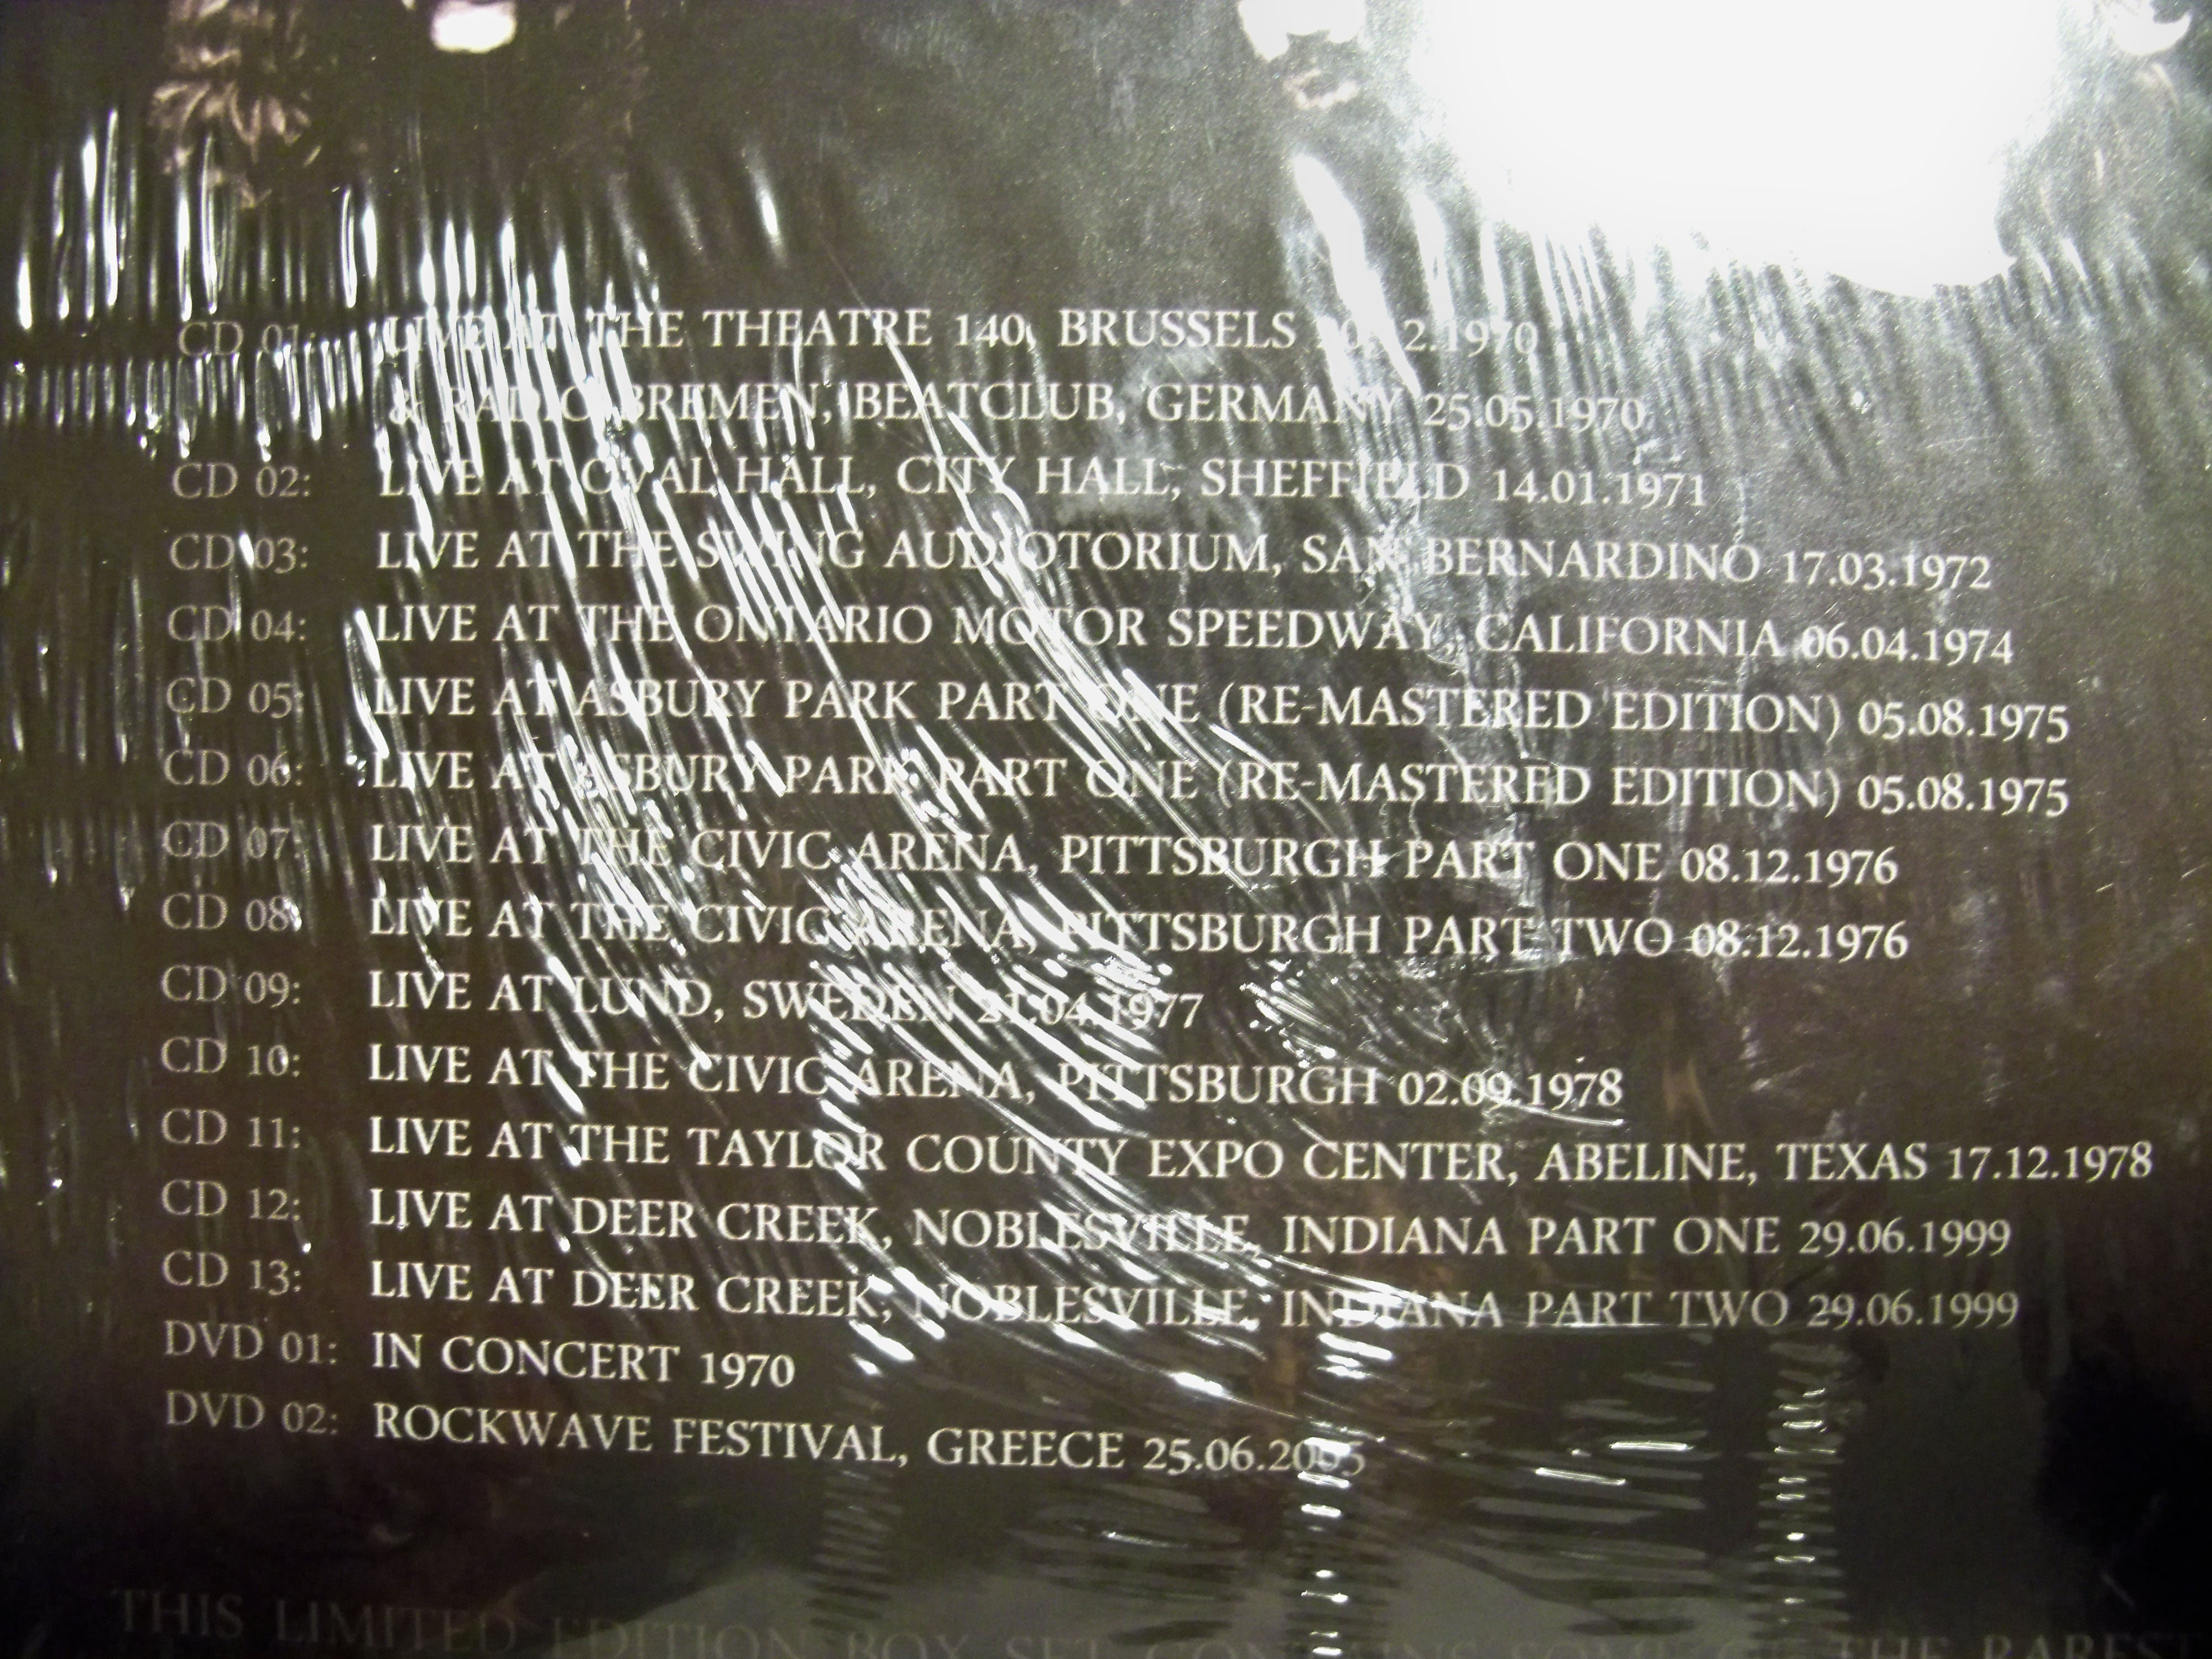 CD 01: LIVE AT THE THEATRE 140, BRUSSELS
& RADIO BREMEN, BEATCLUB, GERMANY 25.05.1970
CD 02: LIVE AT OVAL HALL, CITY HALL, SHEFFIELD 14.01.1971
CD 03: LIVE AT THE SWING AUDIOTORIUM, SAN BERNARDINO 17.03.1972
CD 04: LIVE AT THE ONTARIO MOTOR SPEEDWAY, CALIFORNIA 06.04.1974
CD 05: LIVE AT ASBURY PARK PART ONE (RE-MASTERED EDITION) 05.08.1975
CD 06: LIVE AT ASBURY PARK PART ONE (RE-MASTERED EDITION) 05.08.1975
CD 07: LIVE AT THE CIVIC ARENA, PITTSBURGH PART ONE 08.12.1976
CD 08: LIVE AT THE CIVIC ARENA, PITTSBURGH PART TWO 08.12.1976
CD 09: LIVE AT LUND, SWEDEN 21.04.1977
CD 10: LIVE AT THE CIVIC ARENA, PITTSBURGH 02.09.1978
CD 11: LIVE AT THE TAYLOR COUNTY EXPO CENTER, ABELINE, TEXAS 17.12.1978
CD 12: LIVE AT DEER CREEK, NOBLESVILLE, INDIANA PART ONE 29.06.1999
CD 13: LIVE AT DEER CREEK, NOBLESVILLE, INDIANA PART TWO 29.06.1999
DVD 01: IN CONCERT 1970
DVD 02: ROCKWAVE FESTIVAL, GREECE 25.06.2005
THIS LIMITED EDITION BOX SET CONTAINS SOME OF THE RAREST